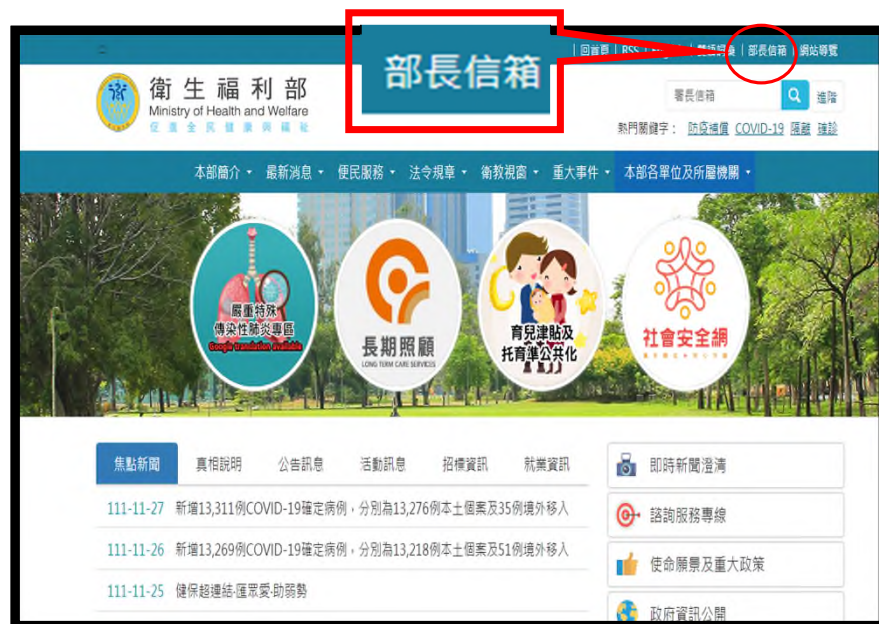 部長信箱
回首頁 | RSS | 部長信箱 | 網站導覽
衛生福利部
Ministry of Health and Welfare
促進全民健康與福祉
署長信箱 進階
熱門關鍵字： 防疫補償 COVID-19 隔離 確診
本部簡介 最新消息 便民服務 法令規章 衛教視窗 重大事件 本部各單位及所屬機關
嚴重特殊
傳染性肺炎專區
Google translation available
長期照顧
LONG TERM CARE SERVICES
育兒津貼及
托育準公共化
社會安全網
焦點新聞 真相說明 公告訊息 活動訊息 招標資訊 就業資訊
111-11-27 新增13,311例COVID-19確定病例，分別為13,276例本土個案及35例境外移入
111-11-26 新增13,269例COVID-19確定病例，分別為13,218例本土個案及51例境外移入
111-11-25 健保超連結-匯眾愛‧助弱勢
即時新聞澄清
諮詢服務專線
使命願景及重大政策
政府資訊公開